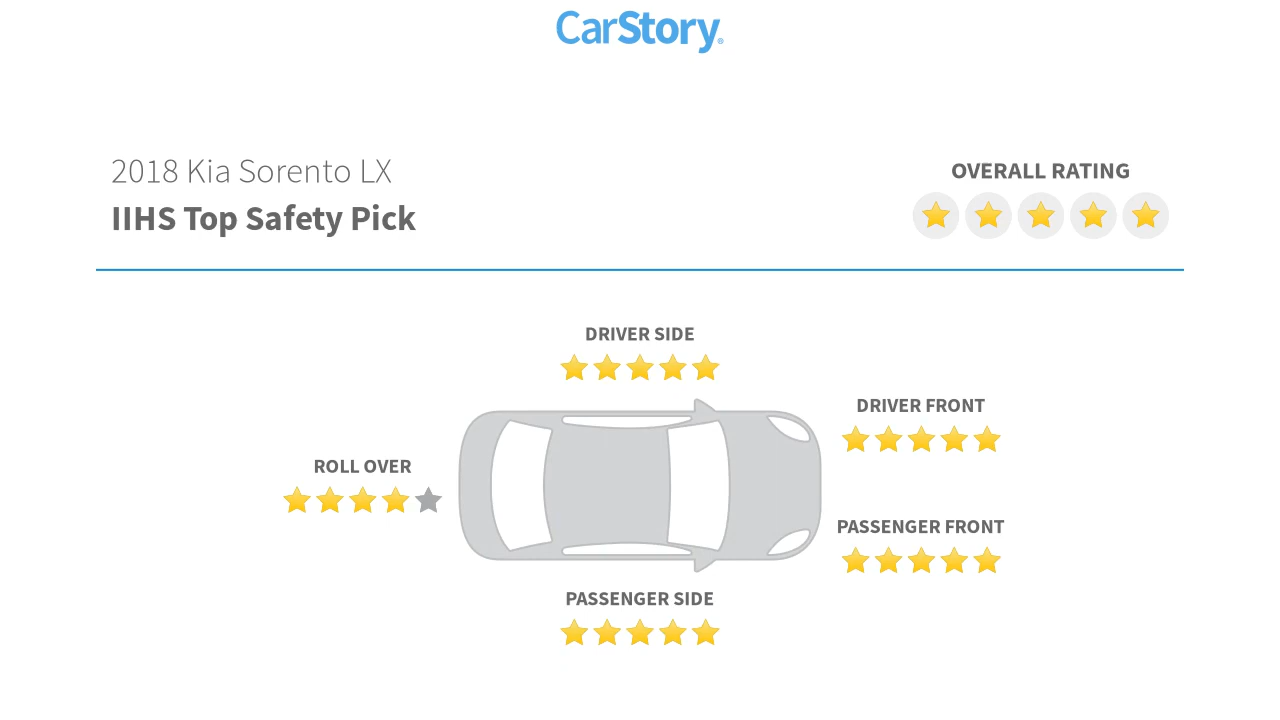 CarStory®
2018 Kia Sorento LX
IIHS Top Safety Pick
OVERALL RATING
DRIVER SIDE
DRIVER FRONT
ROLL OVER
PASSENGER FRONT
PASSENGER SIDE